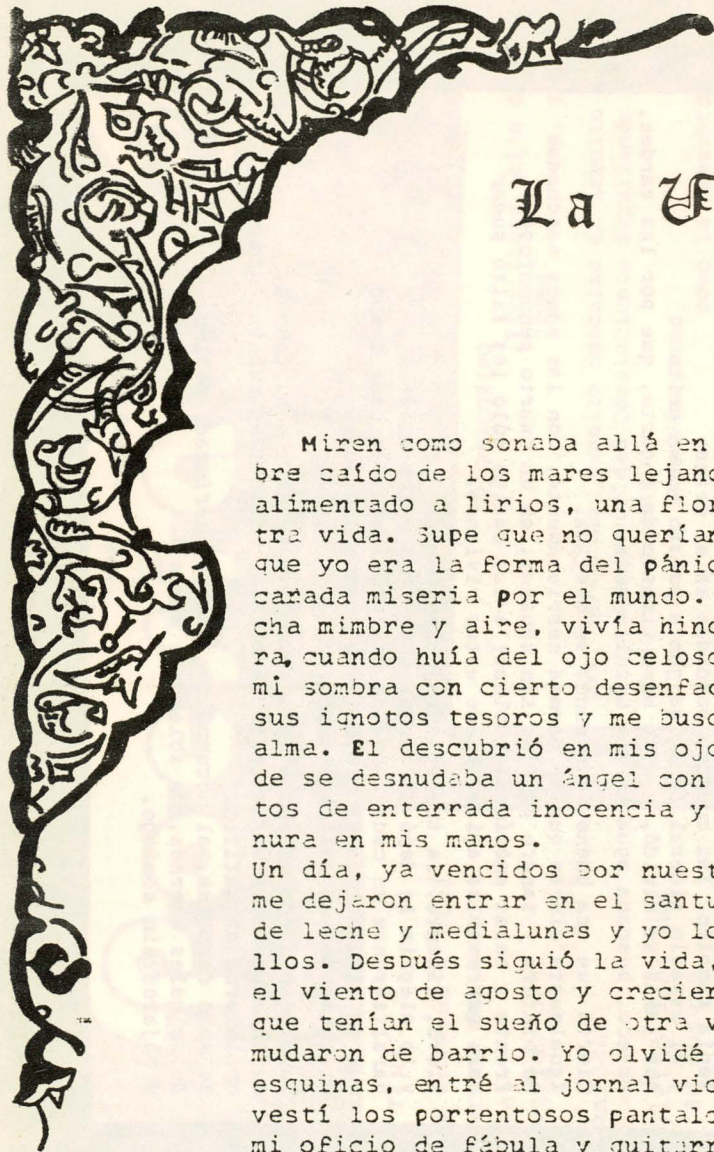 La V
Miren como sonaba allá en
bre caído de los mares lejano
alimentado a lirios, una flor
tra vida. Supe que no querían
que yo era la forma del pánic
carada miseria por el mundo.
cha mimbre y aire, vivía hinc
ra, cuando huía del ojo celoso
mi sombra con cierto desenfad
sus ignotos tesoros y me busc
alma. El descubrió en mis ojo
de se desnudaba un ángel con
tos de enterrada inocencia y
nura en mis manos.
Un día, ya vencidos por nuest
me dejaron entrar en el santu
de leche y medialunas y yo lo
llos. Después siguió la vida,
el viento de agosto y crecier
que tenían el sueño de otra v
mudaron de barrio. Yo olvidé
esquinas, entré al jornal vio
vestí los portentosos pantalo
mi oficio de fábula y guitarr